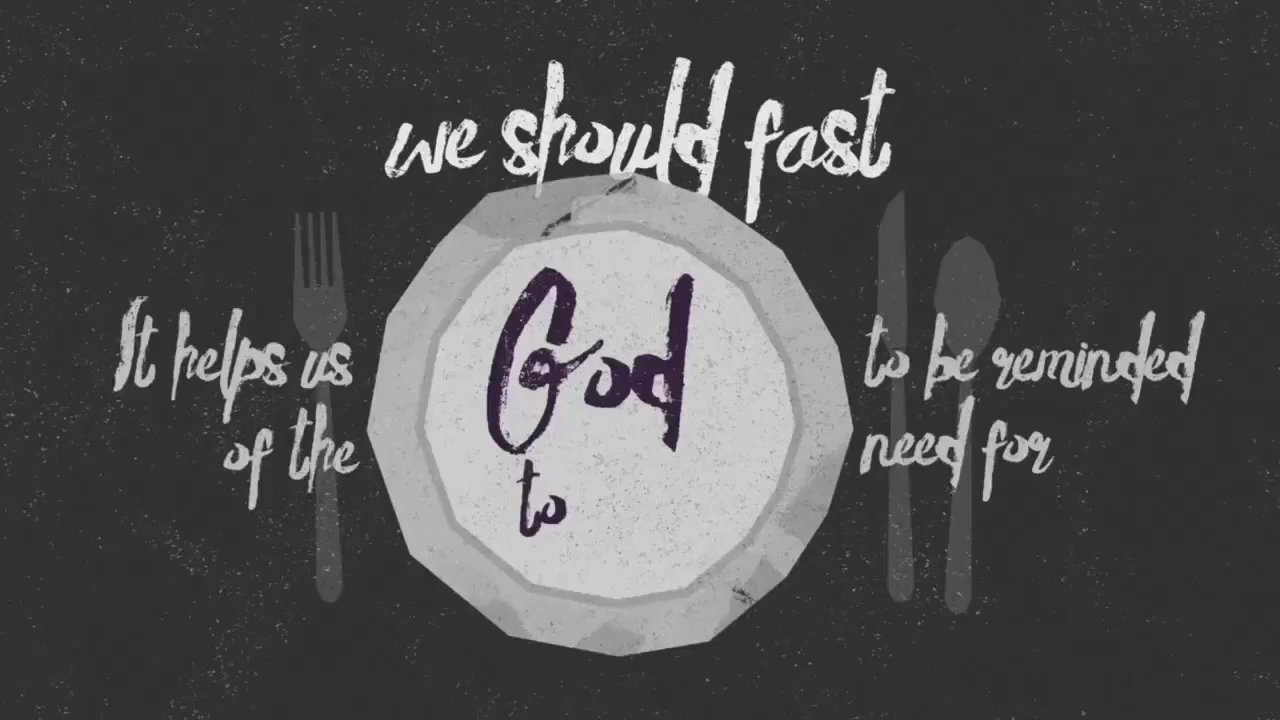 we should fast
It helps us
of the
God
to
to be reminded
need for